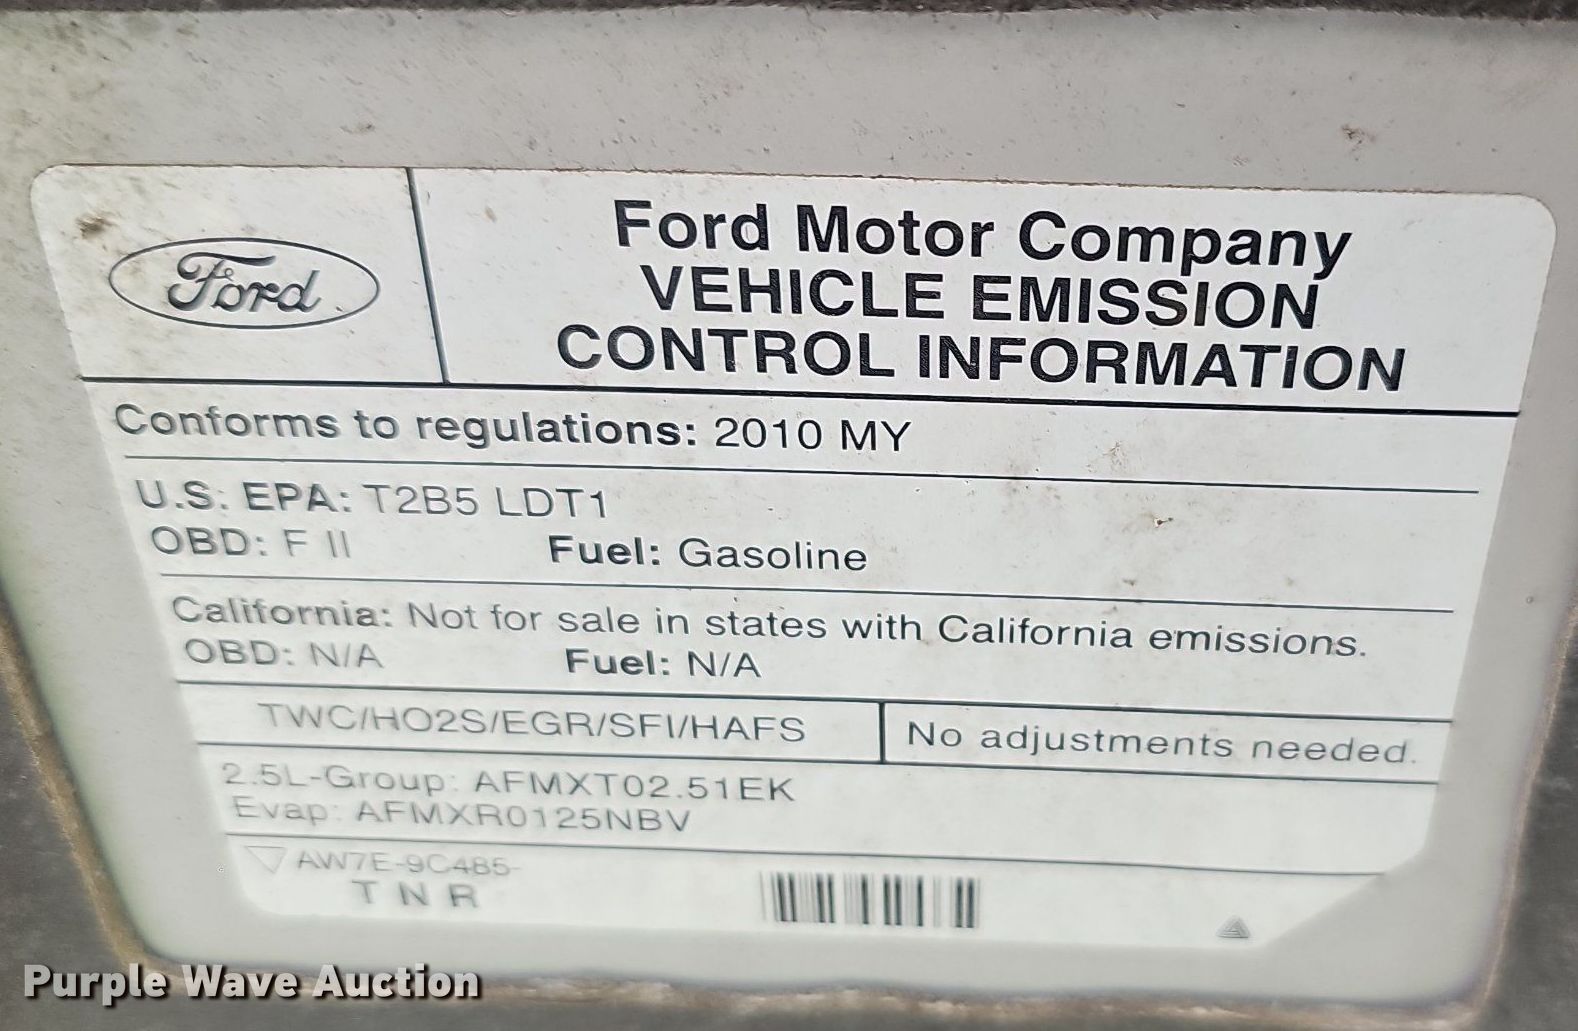 Ford
Ford Motor Company
VEHICLE EMISSION
CONTROL INFORMATION
Conforms to regulations: 2010 MY
U.S. EPA: T2B5 LDT1
OBD: F II Fuel: Gasoline
California: Not for sale in states with California emissions.
OBD: N/A Fuel: N/A
TWC/HO2S/EGR/SFI/HAFS
No adjustments needed.
2.5L-Group: AFMXT02.51EK
Evap: AFMXR0125NBV
AW7E-9C485-
T N R
Purple Wave Auction